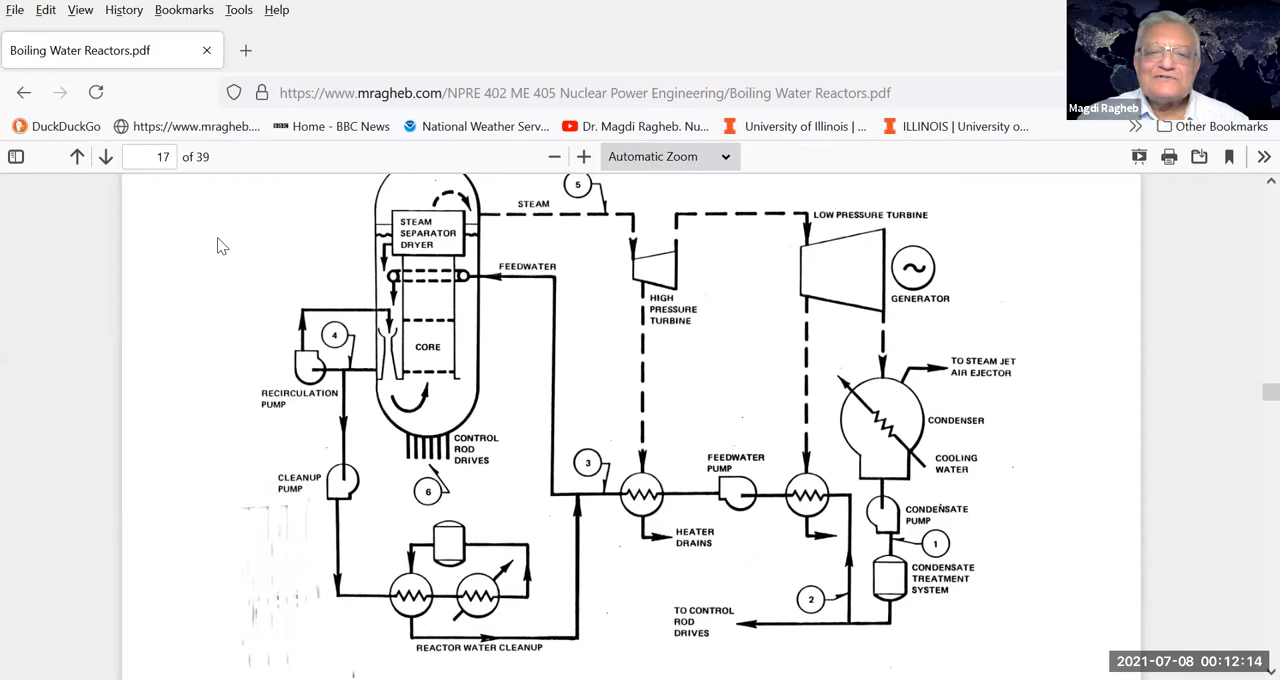 File Edit View History Bookmarks Tools Help
Boiling Water Reactors.pdf
https://www.mragheb.com/NPRE 402 ME 405 Nuclear Power Engineering/Boiling Water Reactors.pdf
Magdi Ragheb
DuckDuckGo https://www.mragheb.... Home - BBC News National Weather Serv... Dr. Magdi Ragheb. Nu... University of Illinois |... ILLINOIS | University o... Other Bookmarks
17 of 39 Automatic Zoom
5
STEAM
STEAM
SEPARATOR
DRYER
LOW PRESSURE TURBINE
FEEDWATER
GENERATOR
HIGH
PRESSURE
TURBINE
4
CORE
TO STEAM JET
AIR EJECTOR
RECIRCULATION
PUMP
CONDENSER
CONTROL
ROD
DRIVES
COOLING
WATER
3
FEEDWATER
PUMP
CLEANUP
PUMP
6
CONDENSATE
PUMP
HEATER
DRAINS
1
CONDENSATE
TREATMENT
SYSTEM
2
TO CONTROL
ROD
DRIVES
REACTOR WATER CLEANUP
2021-07-08 00:12:14